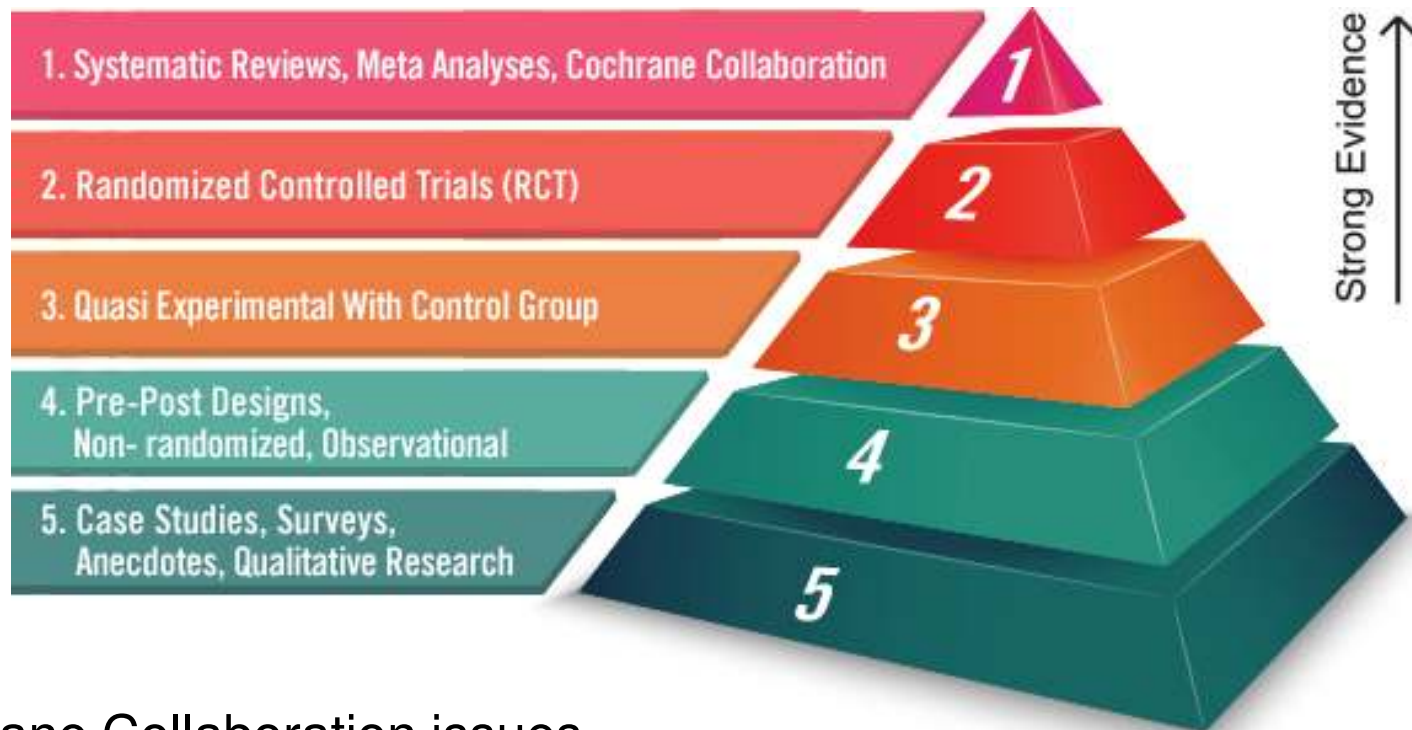 1. Systematic Reviews, Meta Analyses, Cochrane Collaboration
1
Strong Evidence
2. Randomized Controlled Trials (RCT)
2
3. Quasi Experimental With Control Group
3
4. Pre-Post Designs,
Non- randomized, Observational
4
5. Case Studies, Surveys,
Anecdotes, Qualitative Research
5
Collaboration issues